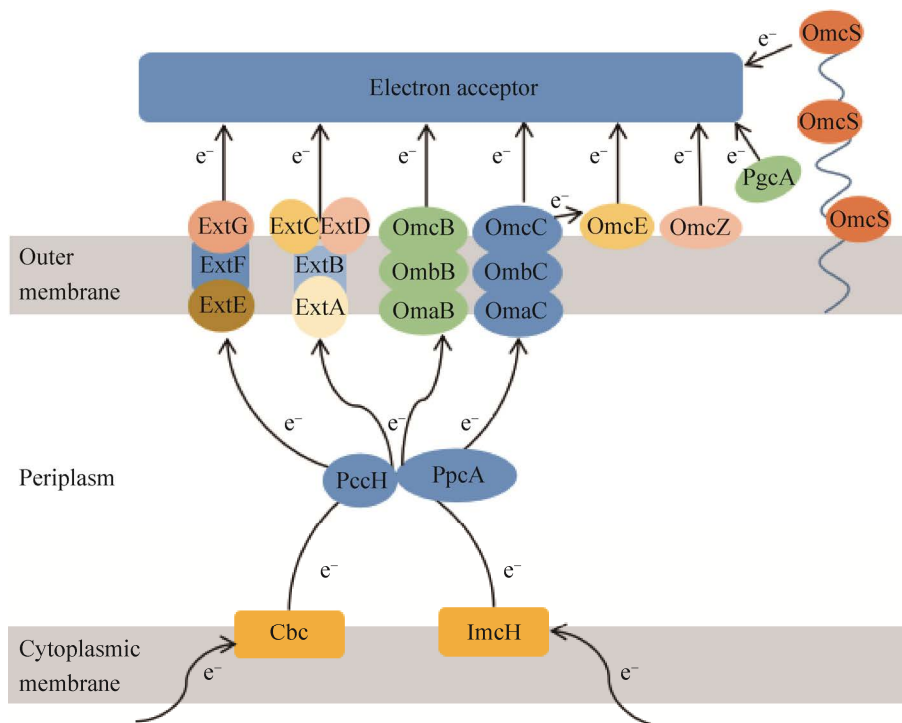 OmcS
e⁻
Electron acceptor
OmcS
e⁻
e⁻
e⁻
e⁻
e⁻
e⁻
e⁻
PgcA
e⁻
ExtG
ExtC
ExtD
OmcB
OmcC
OmcE
OmcZ
OmcS
Outer
membrane
ExtF
ExtB
OmbB
OmbC
ExtE
ExtA
OmaB
OmaC
e⁻
e⁻
e⁻
e⁻
Periplasm
PccH
PpcA
e⁻
e⁻
Cbc
ImcH
Cytoplasmic
membrane
e⁻
e⁻